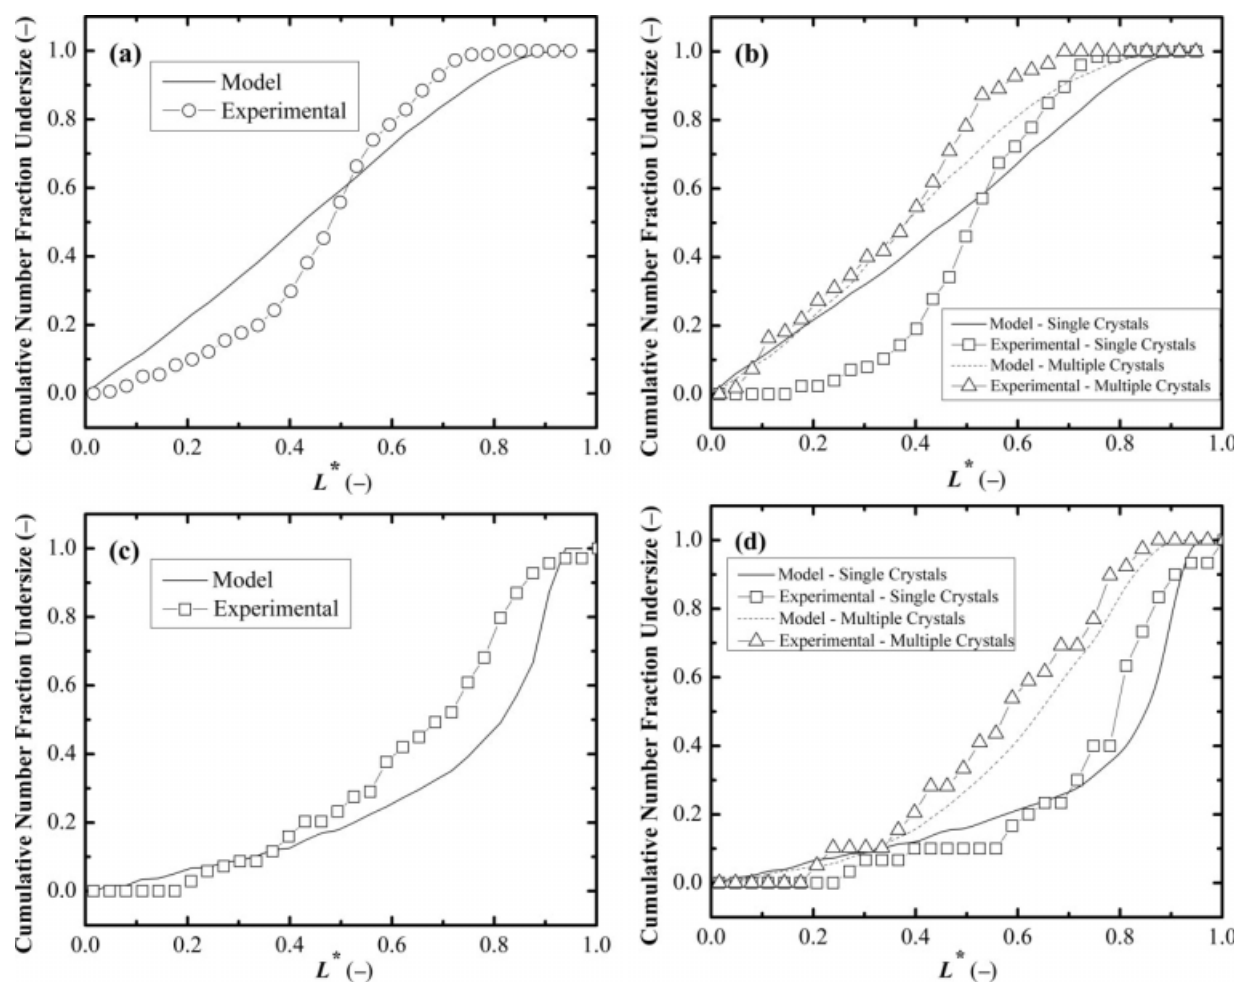 Cumulative Number Fraction Undersize (–)
(a)
Model
Experimental
1.0
0.8
0.6
0.4
0.2
0.0
0.0 0.2 0.4 0.6 0.8 1.0
L* (–)
Cumulative Number Fraction Undersize (–)
(b)
1.0
0.8
0.6
0.4
0.2
0.0
Model - Single Crystals
Experimental - Single Crystals
Model - Multiple Crystals
Experimental - Multiple Crystals
0.0 0.2 0.4 0.6 0.8 1.0
L* (–)
Cumulative Number Fraction Undersize (–)
(c)
Model
Experimental
1.0
0.8
0.6
0.4
0.2
0.0
0.0 0.2 0.4 0.6 0.8 1.0
L* (–)
Cumulative Number Fraction Undersize (–)
(d)
Model - Single Crystals
Experimental - Single Crystals
Model - Multiple Crystals
Experimental - Multiple Crystals
1.0
0.8
0.6
0.4
0.2
0.0
0.0 0.2 0.4 0.6 0.8 1.0
L* (–)